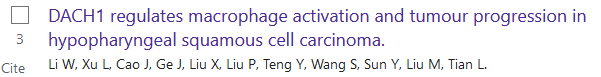 DACH1 regulates macrophage activation and tumour progression in
hypopharyngeal squamous cell carcinoma.
3
Cite
Li W, Xu L, Cao J, Ge J, Liu X, Liu P, Teng Y, Wang S, Sun Y, Liu M, Tian L.